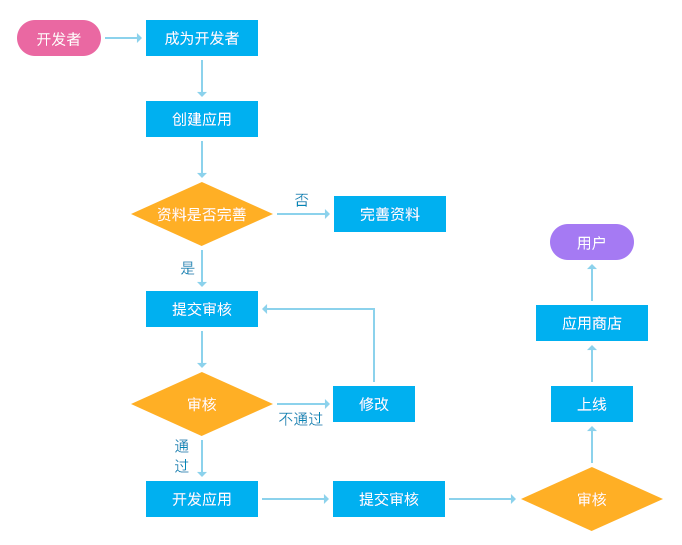 开发者
成为开发者
创建应用
资料是否完善
否
完善资料
是
提交审核
审核
不通过
修改
通
过
开发应用
提交审核
审核
上线
应用商店
用户